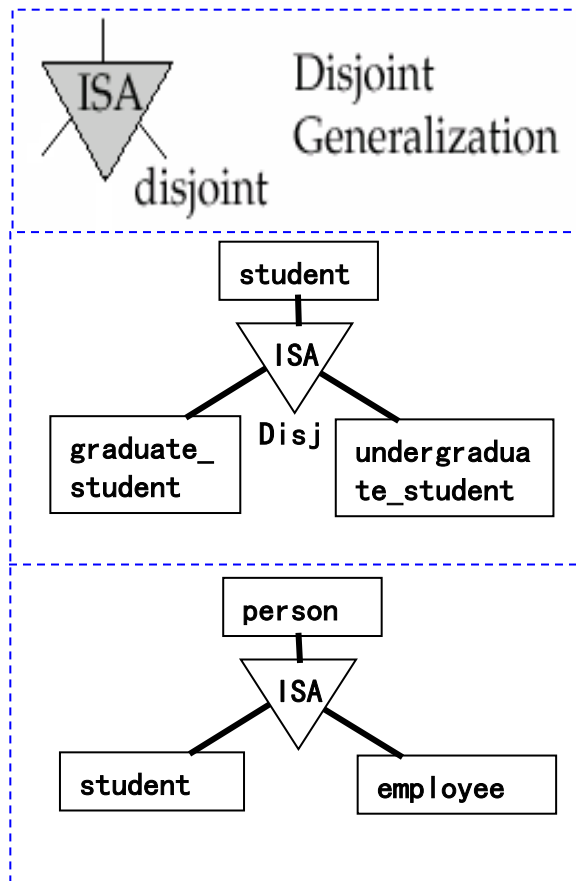 ISA
Disjoint
Generalization
disjoint
student
ISA
Disj
graduate_
student
undergradua
te_student
person
ISA
student
employee